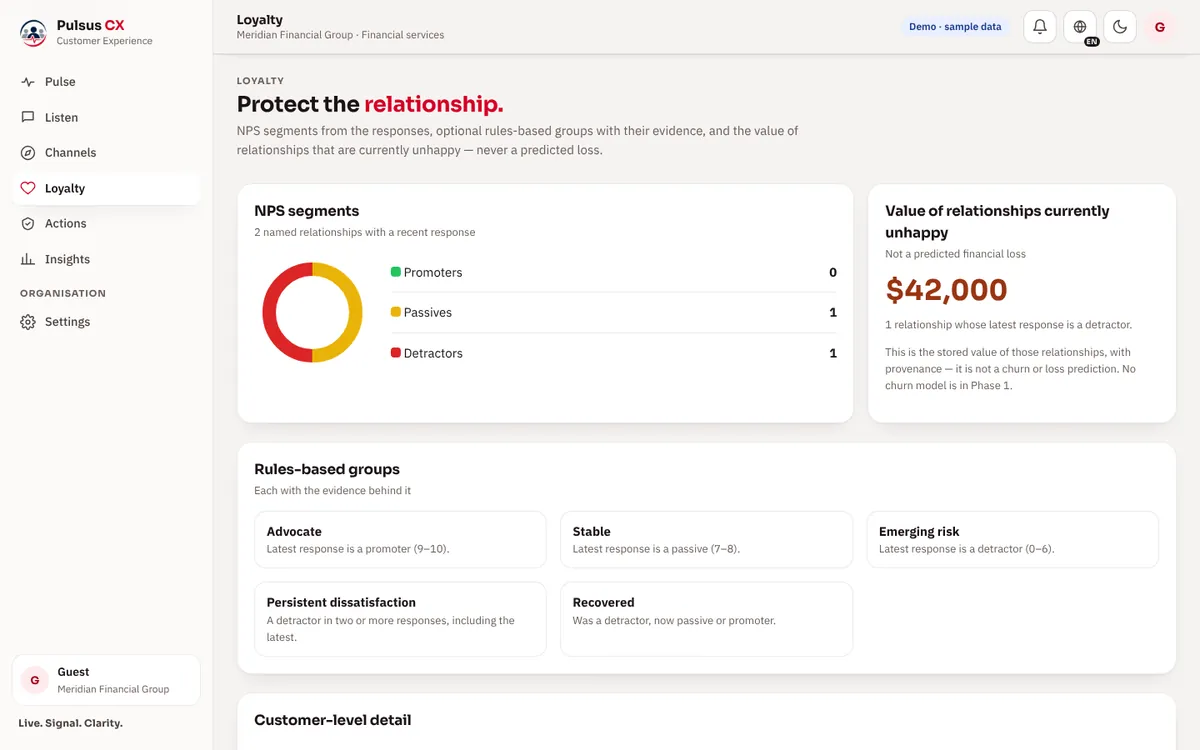 Pulsus CX
Customer Experience
Pulse
Listen
Channels
Loyalty
Actions
Insights
ORGANISATION
Settings
G
Guest
Meridian Financial Group
Live. Signal. Clarity.
Loyalty
Meridian Financial Group · Financial services
Demo · sample data
EN
G
LOYALTY
Protect the relationship.
NPS segments from the responses, optional rules-based groups with their evidence, and the value of
relationships that are currently unhappy — never a predicted loss.
NPS segments
2 named relationships with a recent response
Promoters 0
Passives 1
Detractors 1
Value of relationships currently
unhappy
Not a predicted financial loss
$42,000
1 relationship whose latest response is a detractor.
This is the stored value of those relationships, with
provenance — it is not a churn or loss prediction. No
churn model is in Phase 1.
Rules-based groups
Each with the evidence behind it
Advocate
Latest response is a promoter (9–10).
Stable
Latest response is a passive (7–8).
Emerging risk
Latest response is a detractor (0–6).
Persistent dissatisfaction
A detractor in two or more responses, including the
latest.
Recovered
Was a detractor, now passive or promoter.
Customer-level detail